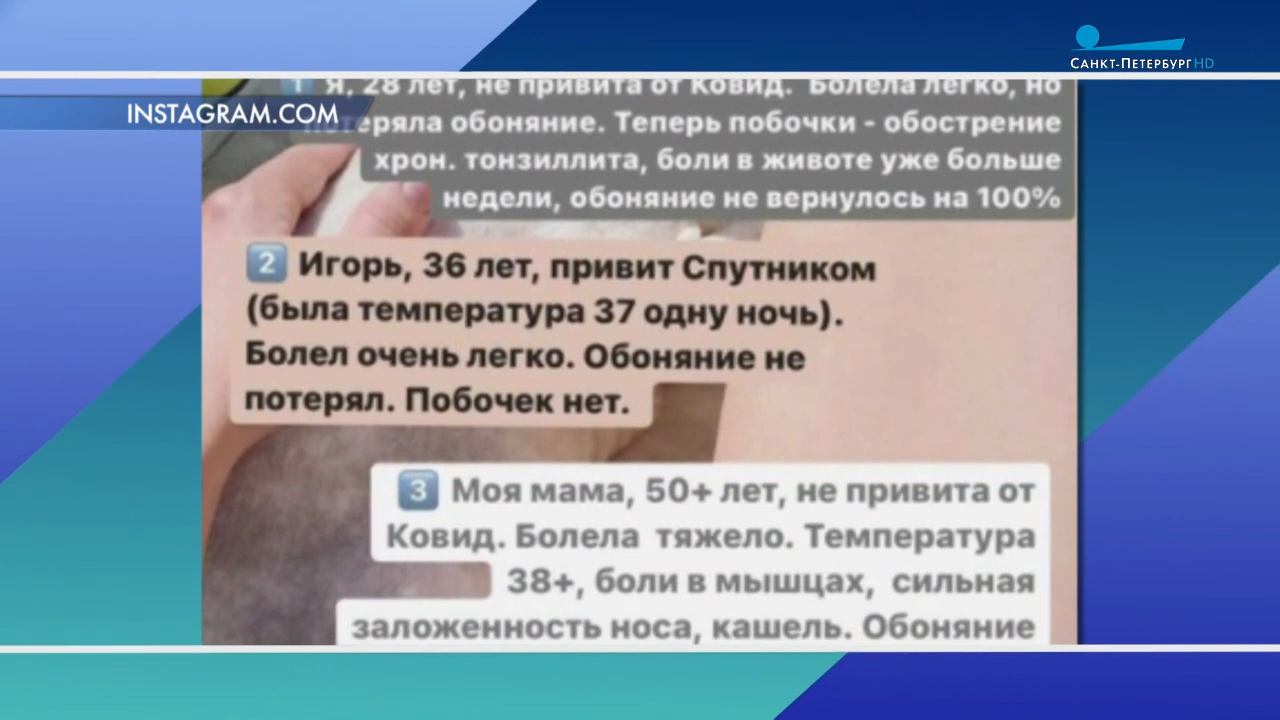 САНКТ-ПЕТЕРБУРГ HD
INSTAGRAM.COM
1 Я, 28 лет, не привита от Ковид. Болела легко, но
потеряла обоняние. Теперь побочки - обострение
хрон. тонзиллита, боли в животе уже больше
недели, обоняние не вернулось на 100%
2 Игорь, 36 лет, привит Спутником
(была температура 37 одну ночь).
Болел очень легко. Обоняние не
потерял. Побочек нет.
3 Моя мама, 50+ лет, не привита от
Ковид. Болела тяжело. Температура
38+, боли в мышцах, сильная
заложенность носа, кашель. Обоняние